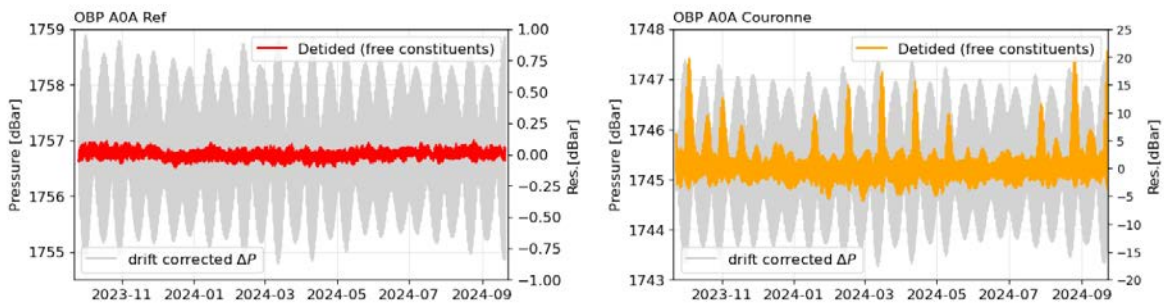 OBP A0A Ref
1759
1758
1757
1756
1755
Pressure [dBar]
Detided (free constituents)
drift corrected ΔP
1.00
0.75
0.50
0.25
0.00
−0.25
−0.50
−0.75
−1.00
Res.[dBar]
2023-11 2024-01 2024-03 2024-05 2024-07 2024-09
OBP A0A Couronne
1748
1747
1746
1745
1744
1743
Pressure [dBar]
Detided (free constituents)
drift corrected ΔP
25
20
15
10
5
0
−5
−10
−15
−20
Res.[dBar]
2023-11 2024-01 2024-03 2024-05 2024-07 2024-09